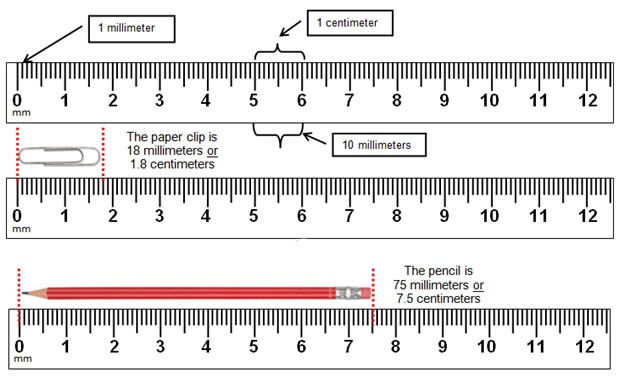 1 millimeter
1 centimeter
0 1 2 3 4 5 6 7 8 9 10 11 12
mm
10 millimeters
The paper clip is
18 millimeters or
1.8 centimeters
0 1 2 3 4 5 6 7 8 9 10 11 12
mm
The pencil is
75 millimeters or
7.5 centimeters
0 1 2 3 4 5 6 7 8 9 10 11 12
mm